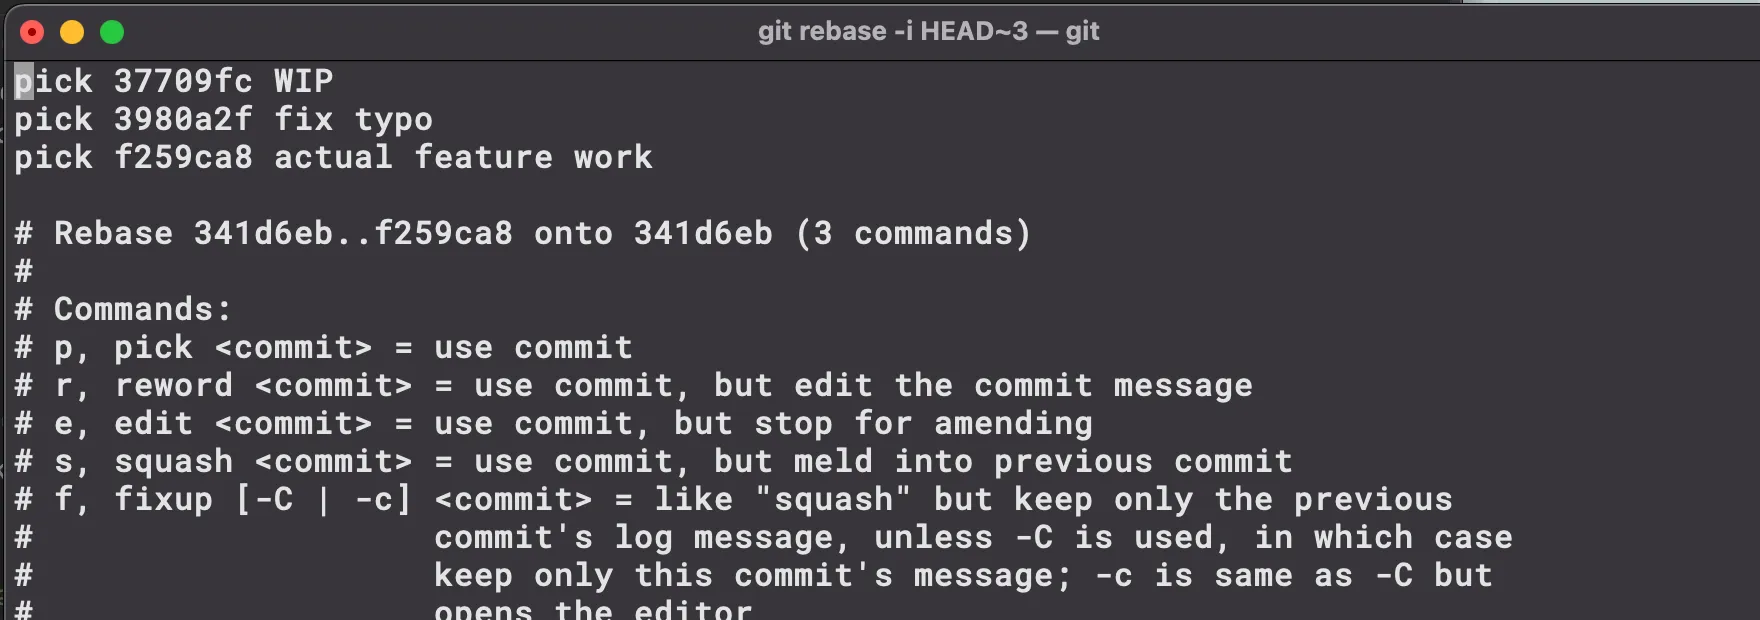 git rebase -i HEAD~3 — git
pick 37709fc WIP
pick 3980a2f fix typo
pick f259ca8 actual feature work
# Rebase 341d6eb..f259ca8 onto 341d6eb (3 commands)
#
# Commands:
# p, pick <commit> = use commit
# r, reword <commit> = use commit, but edit the commit message
# e, edit <commit> = use commit, but stop for amending
# s, squash <commit> = use commit, but meld into previous commit
# f, fixup [-C | -c] <commit> = like "squash" but keep only the previous
#                    commit's log message, unless -C is used, in which case
#                    keep only this commit's message; -c is same as -C but
#                    opens the editor